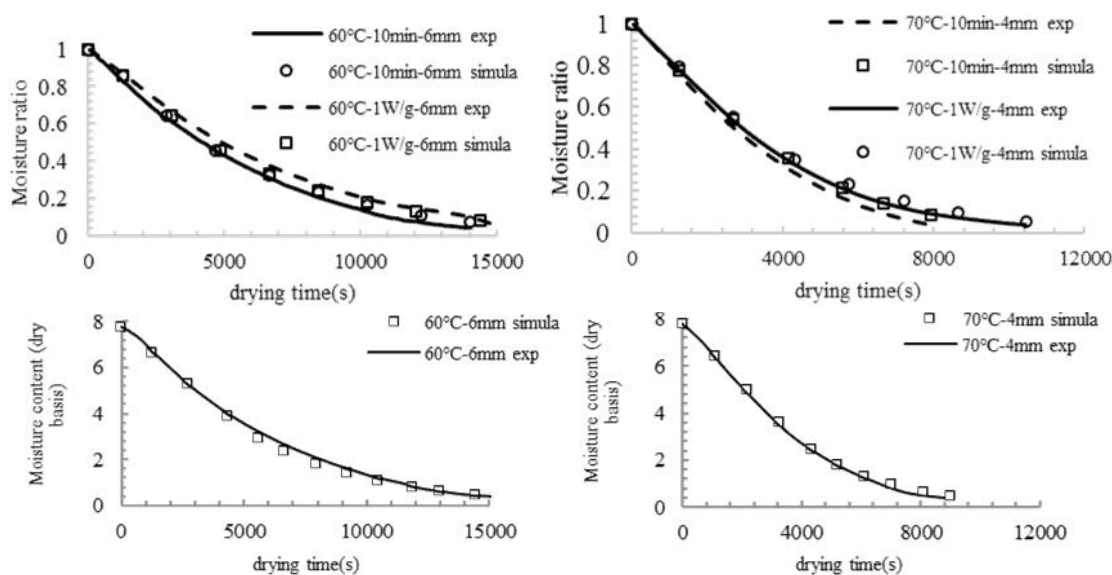 60°C-10min-6mm exp
60°C-10min-6mm simula
60°C-1W/g-6mm exp
60°C-1W/g-6mm simula
Moisture ratio
1
0.8
0.6
0.4
0.2
0
0
5000
10000
15000
drying time(s)
70°C-10min-4mm exp
70°C-10min-4mm simula
70°C-1W/g-4mm exp
70°C-1W/g-4mm simula
Moisture ratio
1
0.8
0.6
0.4
0.2
0
0
4000
8000
12000
drying time(s)
60°C-6mm simula
60°C-6mm exp
Moisture content (dry
basis)
8
6
4
2
0
0
5000
10000
15000
drying time(s)
70°C-4mm simula
70°C-4mm exp
Moisture content (dry
basis)
8
6
4
2
0
0
4000
8000
12000
drying time(s)